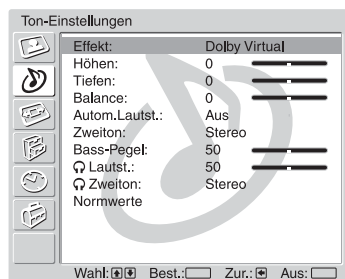 Ton-Einstellungen
Effekt: Dolby Virtual
Höhen: 0
Tiefen: 0
Balance: 0
Autom.Lautst.: Aus
Zweiton: Stereo
Bass-Pegel: 50
Lautst.: 50
Zweiton: Stereo
Normwerte
Wahl: Best.: Zur.: Aus: